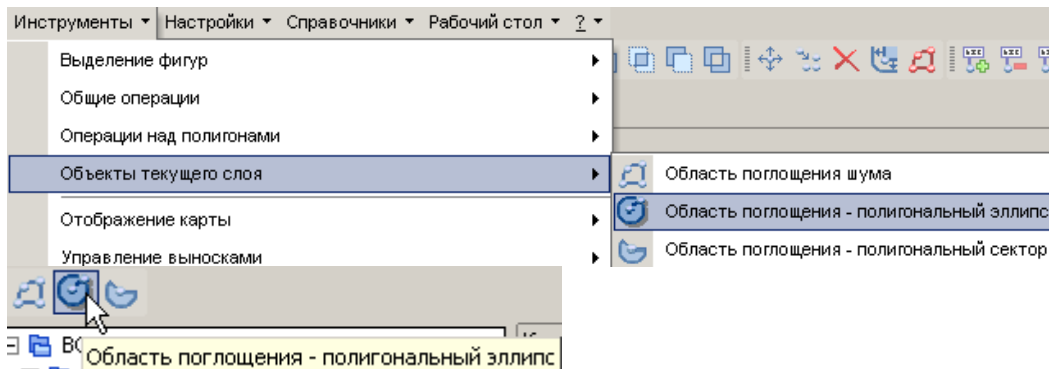 Инструменты Настройки Справочники Рабочий стол ?
Выделение фигур
Общие операции
Операции над полигонами
Объекты текущего слоя
Область поглощения шума
Область поглощения - полигональный эллипс
Отображение карты
Область поглощения - полигональный сектор
Управление выносками
Область поглощения - полигональный эллипс